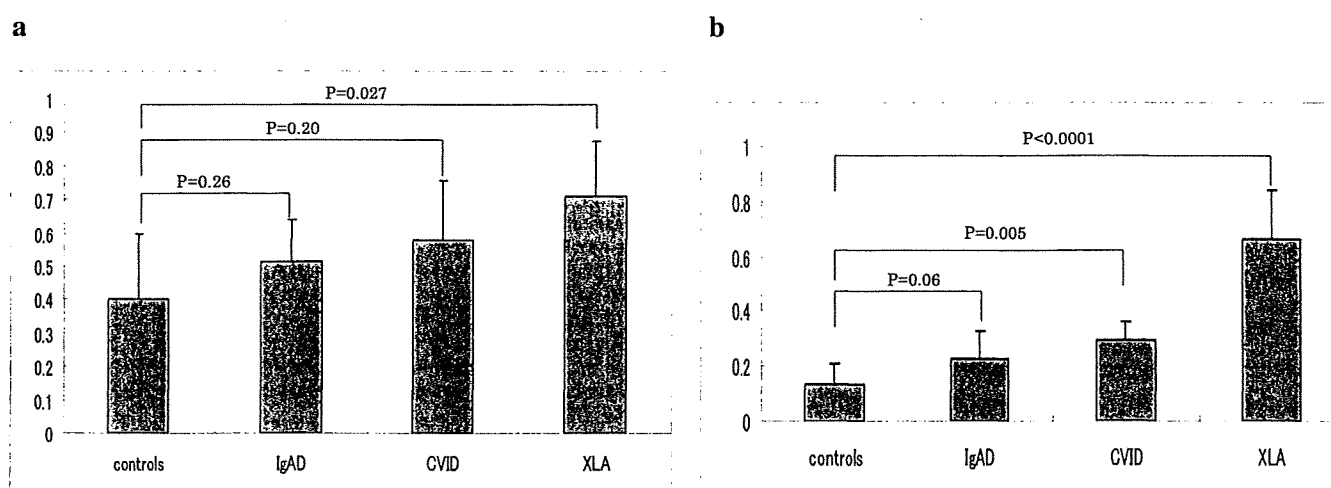 a
1
0.9
0.8
0.7
0.6
0.5
0.4
0.3
0.2
0.1
0
P=0.027
P=0.20
P=0.26
controls IgAD CVID XLA
b
1
0.8
0.6
0.4
0.2
0
P<0.0001
P=0.005
P=0.06
controls IgAD CVID XLA